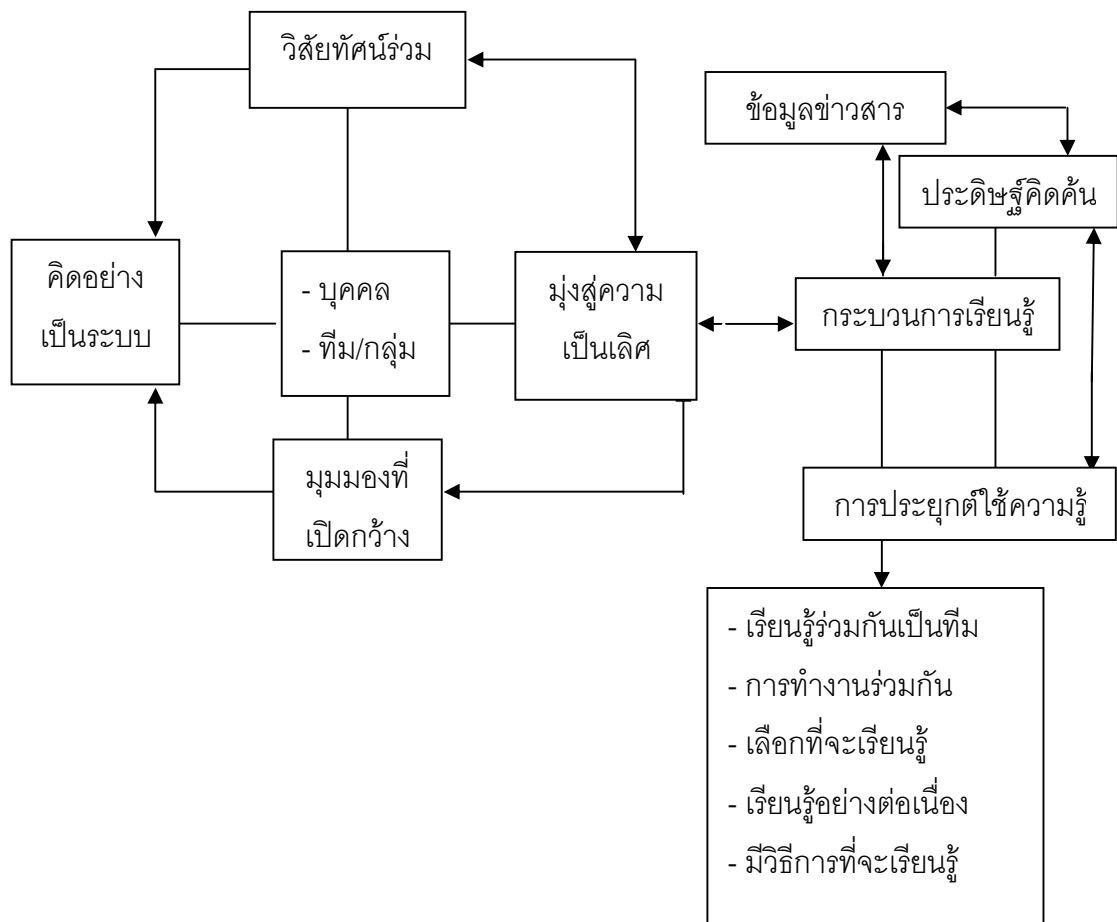 วิสัยทัศน์ร่วม
ข้อมูลข่าวสาร
ประดิษฐ์คิดค้น
คิดอย่าง
เป็นระบบ
- บุคคล
- ทีม/กลุ่ม
มุ่งสู่ความ
เป็นเลิศ
กระบวนการเรียนรู้
มุมมองที่
เปิดกว้าง
การประยุกต์ใช้ความรู้
- เรียนรู้ร่วมกันเป็นทีม
- การทำงานร่วมกัน
- เลือกที่จะเรียนรู้
- เรียนรู้อย่างต่อเนื่อง
- มีวิธีการที่จะเรียนรู้